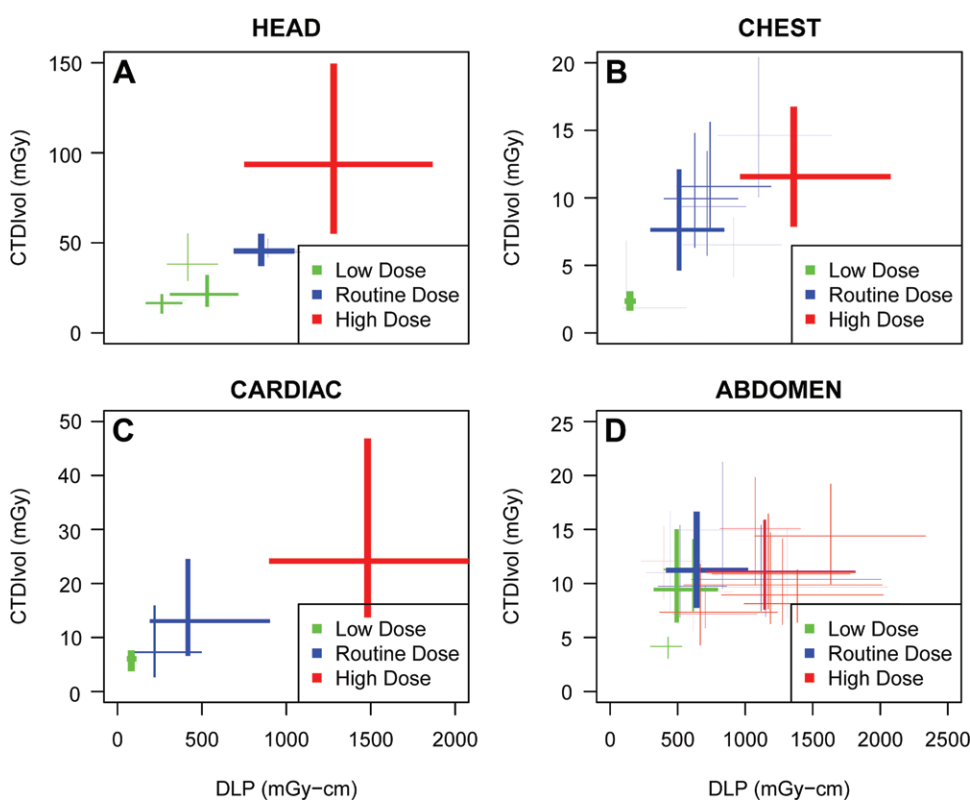 HEAD
A
CTDIvol (mGy)
150
100
50
0
Low Dose
Routine Dose
High Dose
CHEST
B
CTDIvol (mGy)
20
15
10
5
0
Low Dose
Routine Dose
High Dose
CARDIAC
C
CTDIvol (mGy)
50
40
30
20
10
0
Low Dose
Routine Dose
High Dose
0 500 1000 1500 2000
DLP (mGy−cm)
ABDOMEN
D
CTDIvol (mGy)
25
20
15
10
5
0
Low Dose
Routine Dose
High Dose
0 500 1000 1500 2000 2500
DLP (mGy−cm)